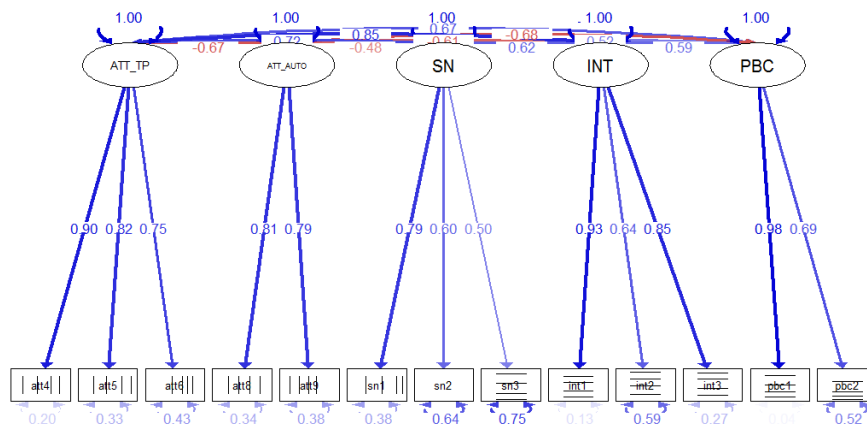 1.00 1.00 1.00 1.00 1.00
0.67
0.85 -0.68
0.72 -0.61 0.52
-0.67 -0.48 0.62 0.59
ATT_TP ATT_AUTO SN INT PBC
0.90 0.82 0.75 0.81 0.79 0.79 0.60 0.50 0.93 0.64 0.85 0.98 0.69
att4 att5 att6 att8 att9 sn1 sn2 sn3 int1 int2 int3 pbc1 pbc2
0.20 0.33 0.43 0.34 0.38 0.38 0.64 0.75 0.13 0.59 0.27 0.04 0.52